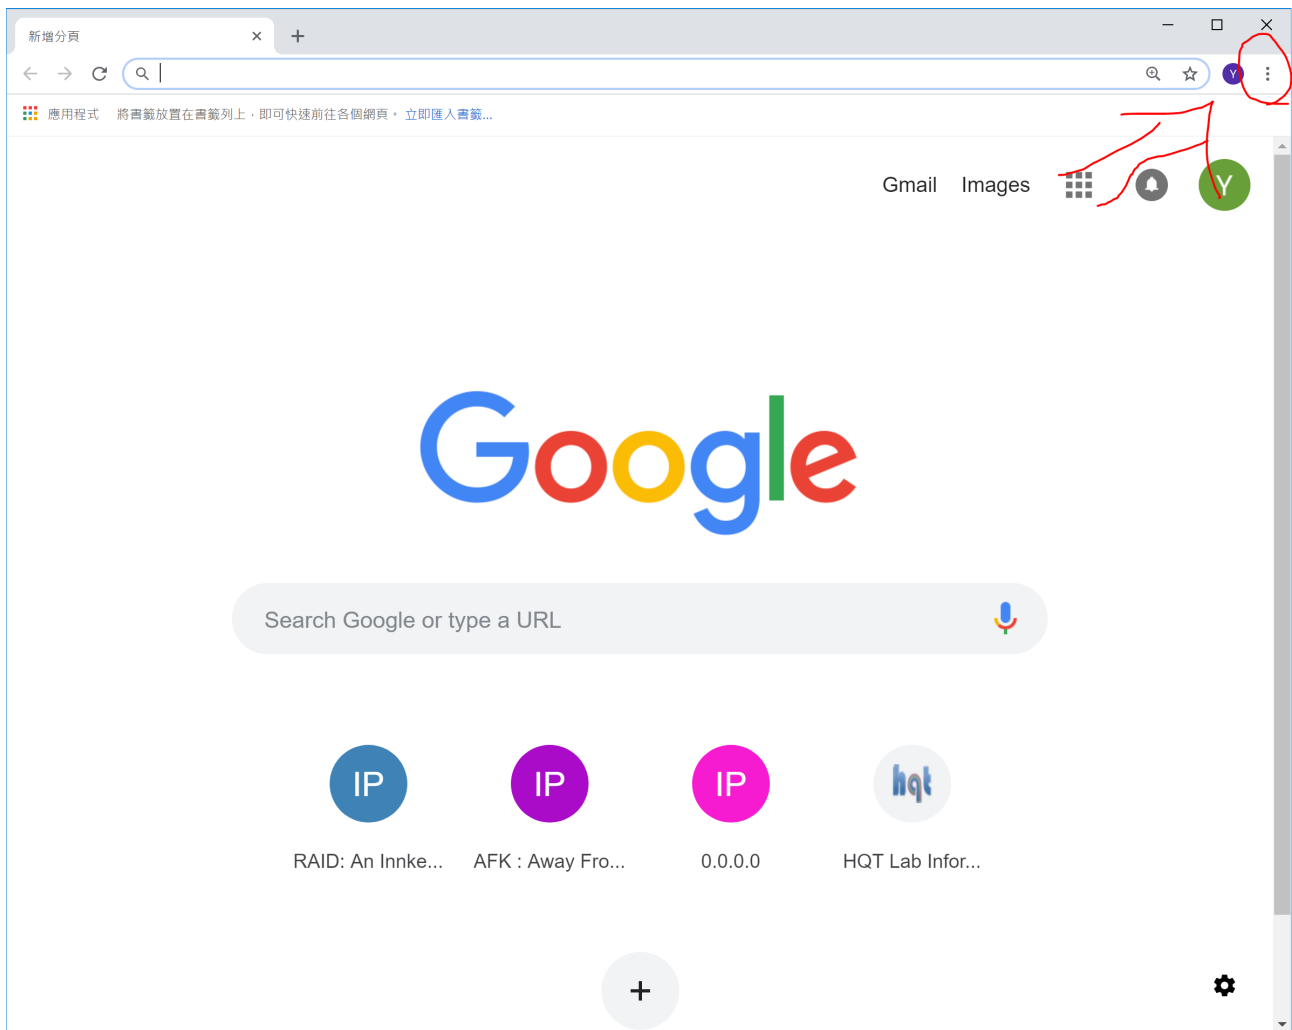 新增分頁
Y
應用程式 將書籤放置在書籤列上，即可快速前往各個網頁。 立即匯入書籤...
Gmail Images Y
Google
Search Google or type a URL
IP IP IP hqt
RAID: An Innke... AFK : Away Fro... 0.0.0.0 HQT Lab Infor...